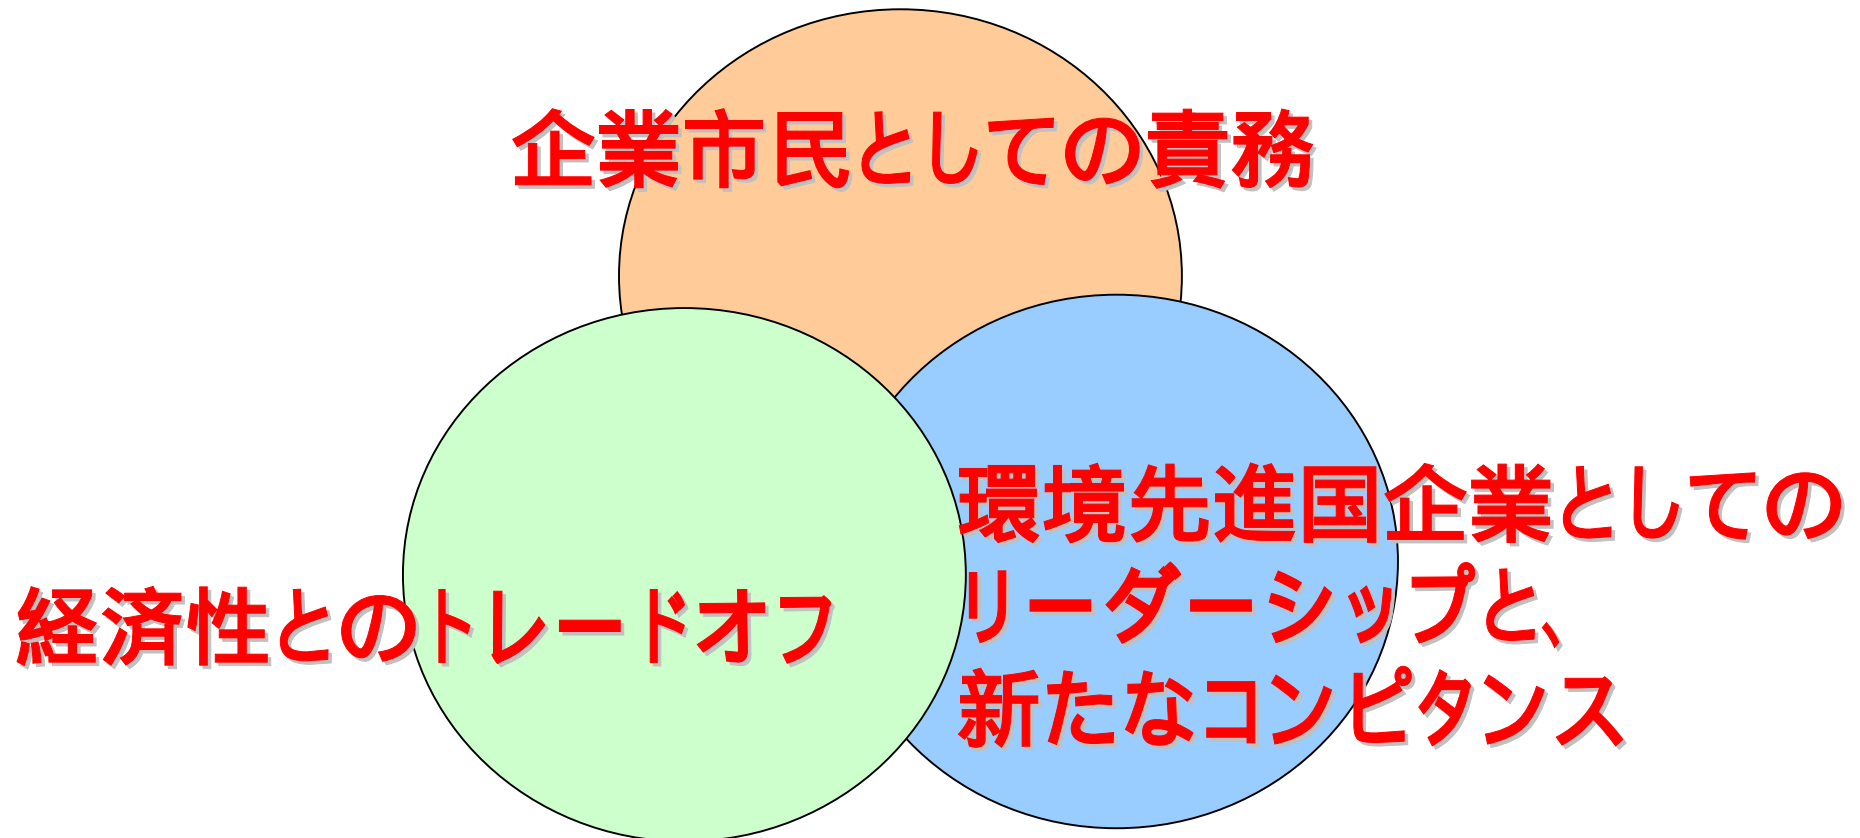 企業市民としての責務
環境先進国企業としての
リーダーシップと、
新たなコンピタンス
経済性とのトレードオフ